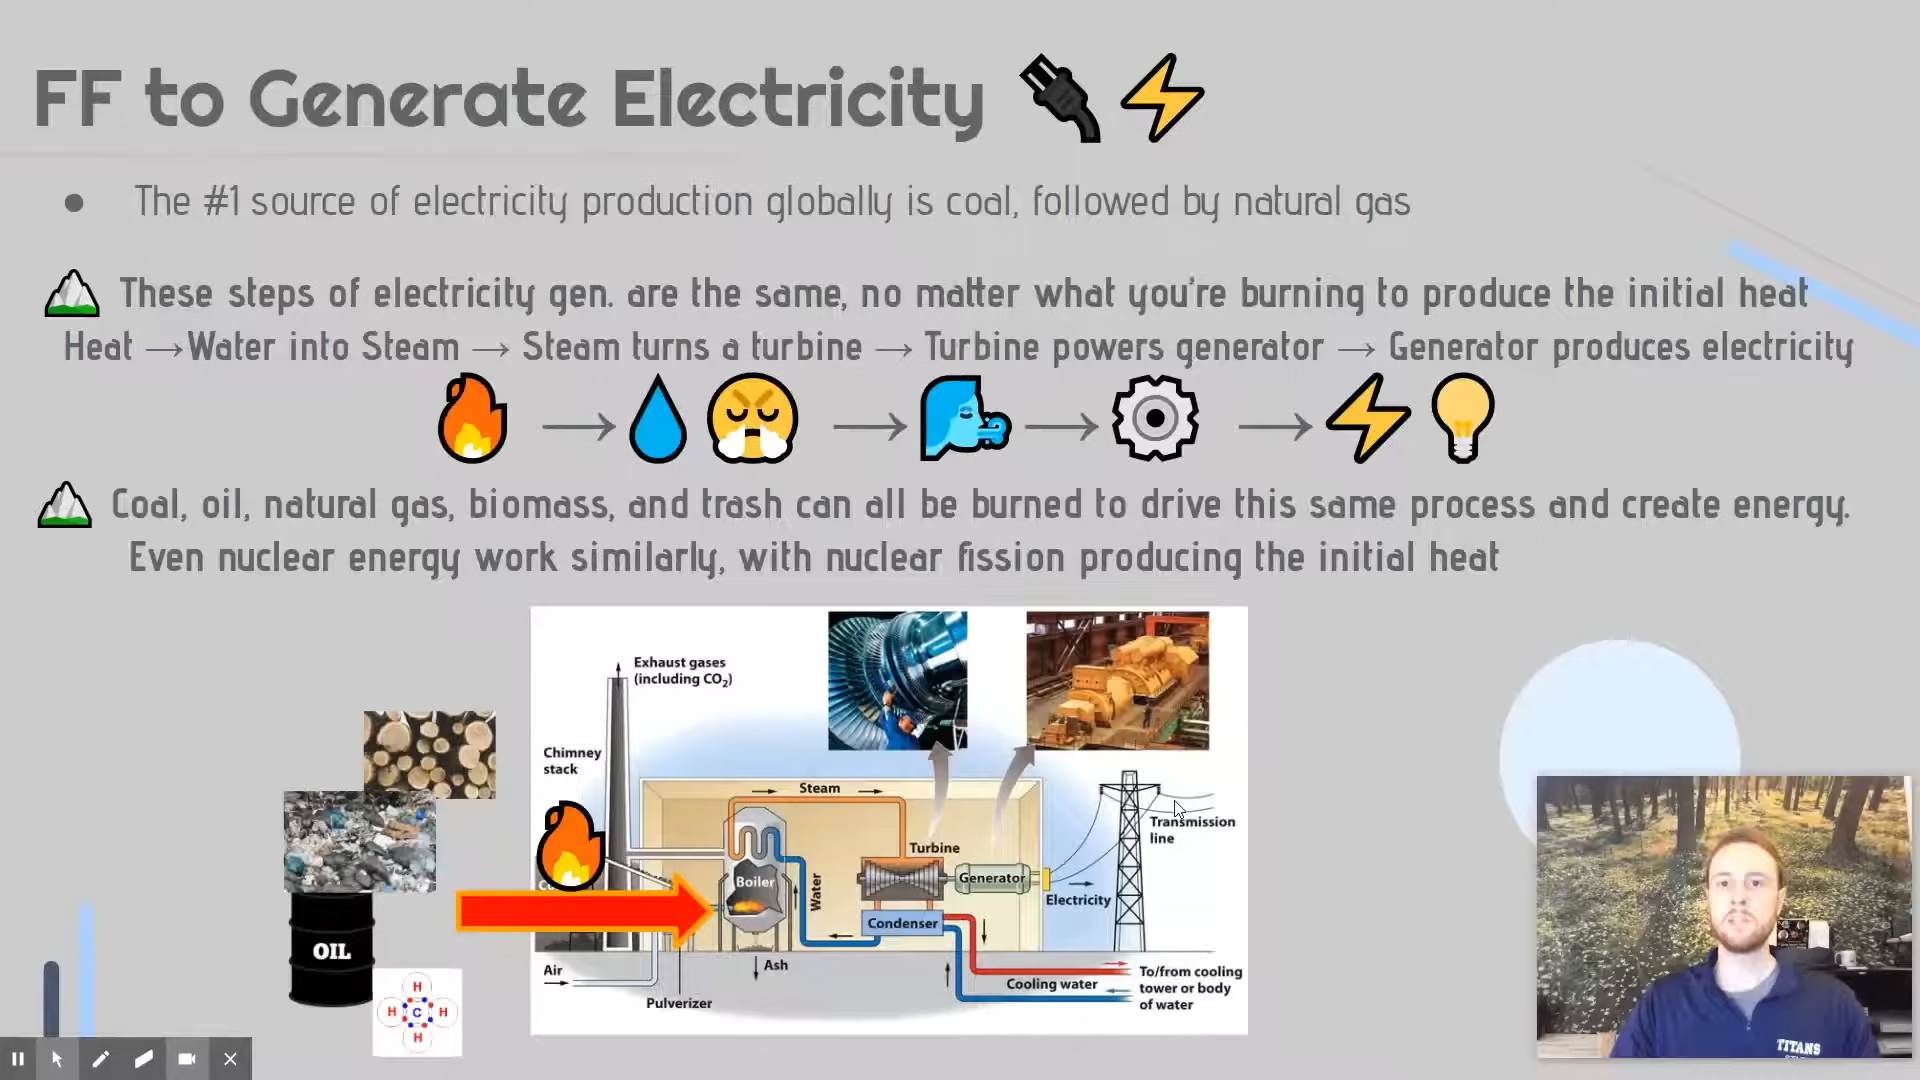 FF to Generate Electricity
The #1 source of electricity production globally is coal, followed by natural gas
These steps of electricity gen. are the same, no matter what you're burning to produce the initial heat
Heat →Water into Steam → Steam turns a turbine → Turbine powers generator → Generator produces electricity
Coal, oil, natural gas, biomass, and trash can all be burned to drive this same process and create energy.
Even nuclear energy work similarly, with nuclear fission producing the initial heat
Exhaust gases
(including CO₂)
Chimney
stack
Steam
Transmission
line
Turbine
Boiler
Water
Generator
Electricity
Condenser
Air
Ash
Pulverizer
Cooling water
To/from cooling
tower or body
of water
OIL
H
H C H
H
TITANS